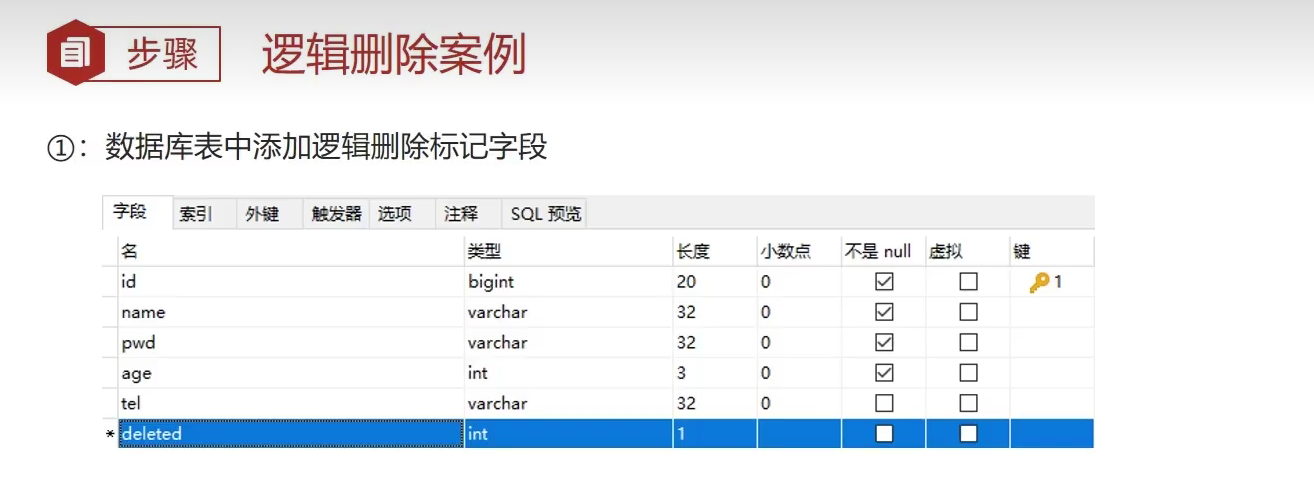 步骤 逻辑删除案例
①：数据库表中添加逻辑删除标记字段
字段 索引 外键 触发器 选项 注释 SQL 预览
名 类型 长度 小数点 不是 null 虚拟 键
id bigint 20 0 1
name varchar 32 0
pwd varchar 32 0
age int 3 0
tel varchar 32 0
* deleted int 1